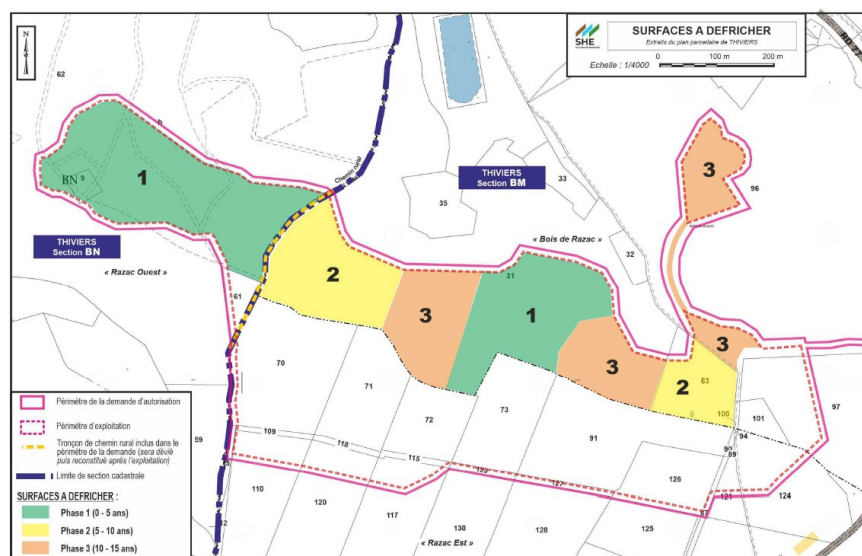 N
SHE
SURFACES A DEFRICHER
Extraits du plan parcellaire de THIVIERS
Echelle : 1/4000
0
100 m
200 m
62
BN 9
1
Chemin rural
THIVIERS
Section BM
33
35
3
96
THIVIERS
Section BN
« Razac Ouest »
« Bois de Razac »
32
61
2
3
31
1
3
3
2
63
100
70
71
72
73
91
101
97
94
90
89
59
109
118
115
129
127
126
121
124
37
110
120
117
130
128
125
« Razac Est »
Périmètre de la demande d'autorisation
Périmètre d'exploitation
Tronçon de chemin rural inclus dans le
périmètre de la demande (sera dévié
puis reconstitué après l'exploitation)
Limite de section cadastrale
SURFACES A DEFRICHER :
Phase 1 (0 - 5 ans)
Phase 2 (5 - 10 ans)
Phase 3 (10 - 15 ans)